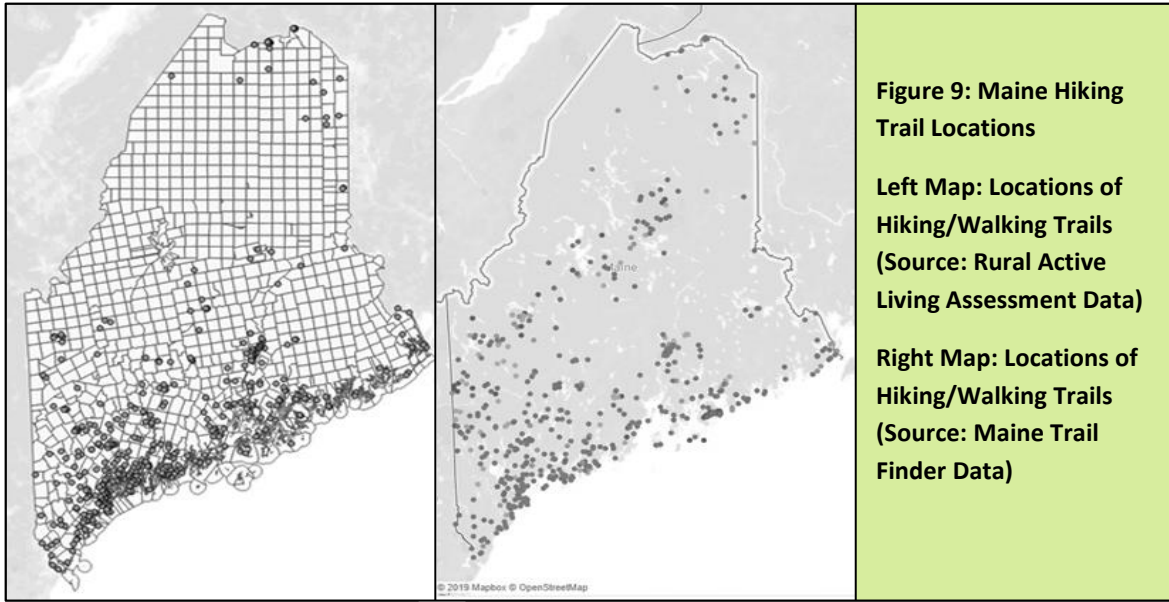 Figure 9: Maine Hiking
Trail Locations
Left Map: Locations of
Hiking/Walking Trails
(Source: Rural Active
Living Assessment Data)
Right Map: Locations of
Hiking/Walking Trails
(Source: Maine Trail
Finder Data)
Maine
© 2019 Mapbox © OpenStreetMap